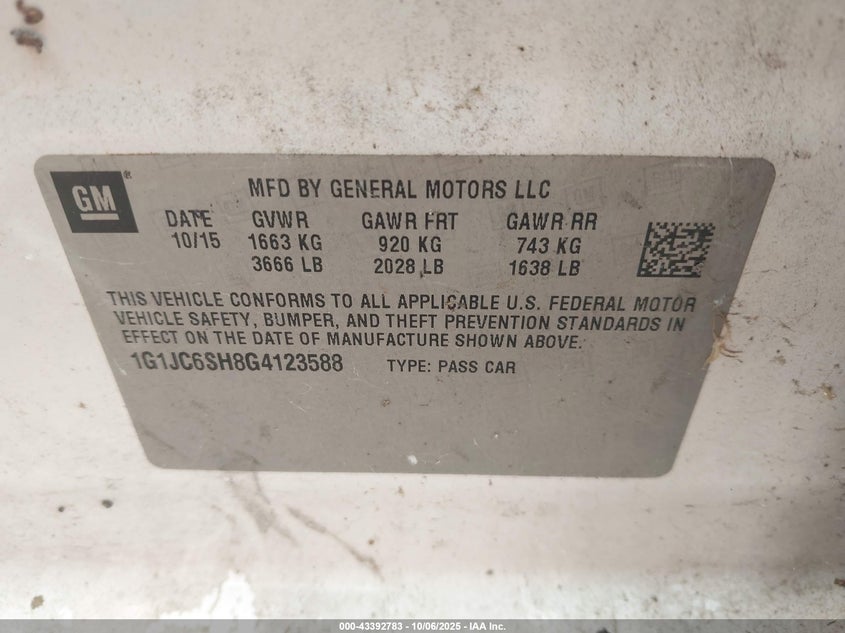 GM®
MFD BY GENERAL MOTORS LLC
DATE GVWR GAWR FRT GAWR RR
10/15 1663 KG 920 KG 743 KG
3666 LB 2028 LB 1638 LB
THIS VEHICLE CONFORMS TO ALL APPLICABLE U.S. FEDERAL MOTOR
VEHICLE SAFETY, BUMPER, AND THEFT PREVENTION STANDARDS IN
EFFECT ON THE DATE OF MANUFACTURE SHOWN ABOVE.
1G1JC6SH8G4123588 TYPE: PASS CAR
000-43392783 - 10/06/2025 - IAA Inc.